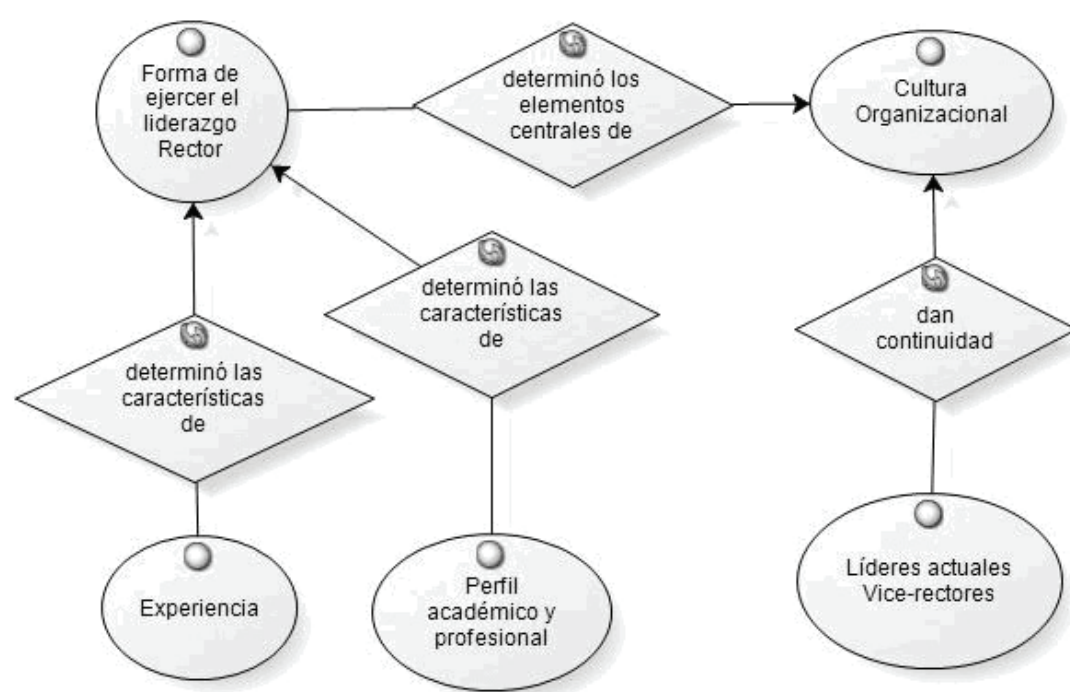 Forma de
ejercer el
liderazgo
Rector
determinó los
elementos
centrales de
Cultura
Organizacional
determinó las
características
de
determinó las
características
de
dan
continuidad
Experiencia
Perfil
académico y
profesional
Líderes actuales
Vice-rectores